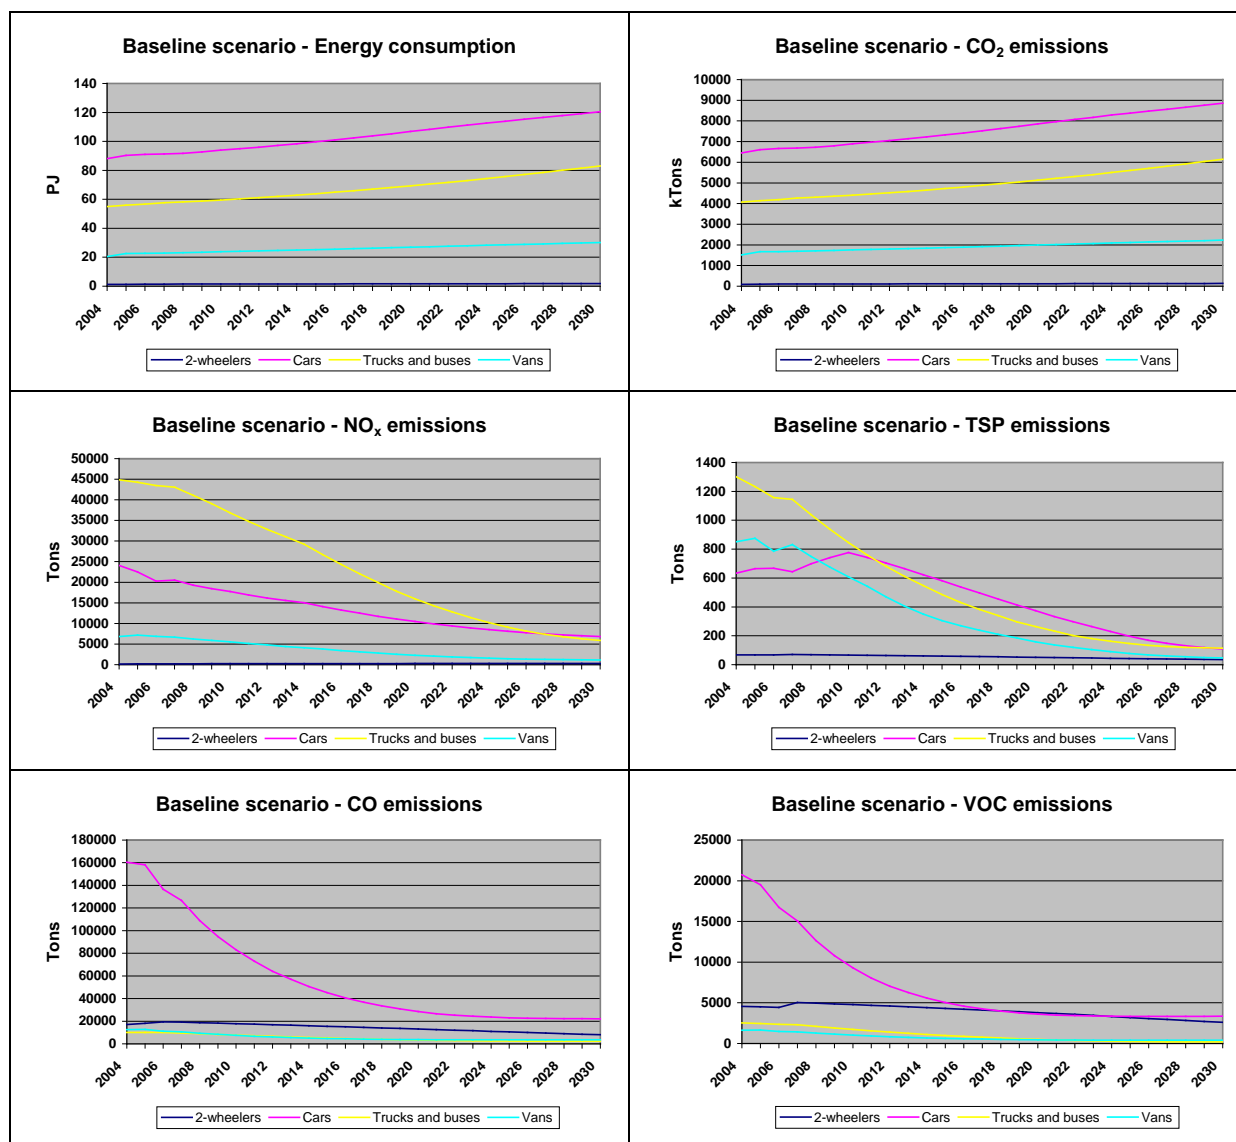 Baseline scenario - Energy consumption
PJ
140
120
100
80
60
40
20
0
2004 2006 2008 2010 2012 2014 2016 2018 2020 2022 2024 2026 2028 2030
2-wheelers Cars Trucks and buses Vans
Baseline scenario - CO₂ emissions
kTons
10000
9000
8000
7000
6000
5000
4000
3000
2000
1000
0
2004 2006 2008 2010 2012 2014 2016 2018 2020 2022 2024 2026 2028 2030
2-wheelers Cars Trucks and buses Vans
Baseline scenario - NOₓ emissions
Tons
50000
45000
40000
35000
30000
25000
20000
15000
10000
5000
0
2004 2006 2008 2010 2012 2014 2016 2018 2020 2022 2024 2026 2028 2030
2-wheelers Cars Trucks and buses Vans
Baseline scenario - TSP emissions
Tons
1400
1200
1000
800
600
400
200
0
2004 2006 2008 2010 2012 2014 2016 2018 2020 2022 2024 2026 2028 2030
2-wheelers Cars Trucks and buses Vans
Baseline scenario - CO emissions
Tons
180000
160000
140000
120000
100000
80000
60000
40000
20000
0
2004 2006 2008 2010 2012 2014 2016 2018 2020 2022 2024 2026 2028 2030
2-wheelers Cars Trucks and buses Vans
Baseline scenario - VOC emissions
Tons
25000
20000
15000
10000
5000
0
2004 2006 2008 2010 2012 2014 2016 2018 2020 2022 2024 2026 2028 2030
2-wheelers Cars Trucks and buses Vans